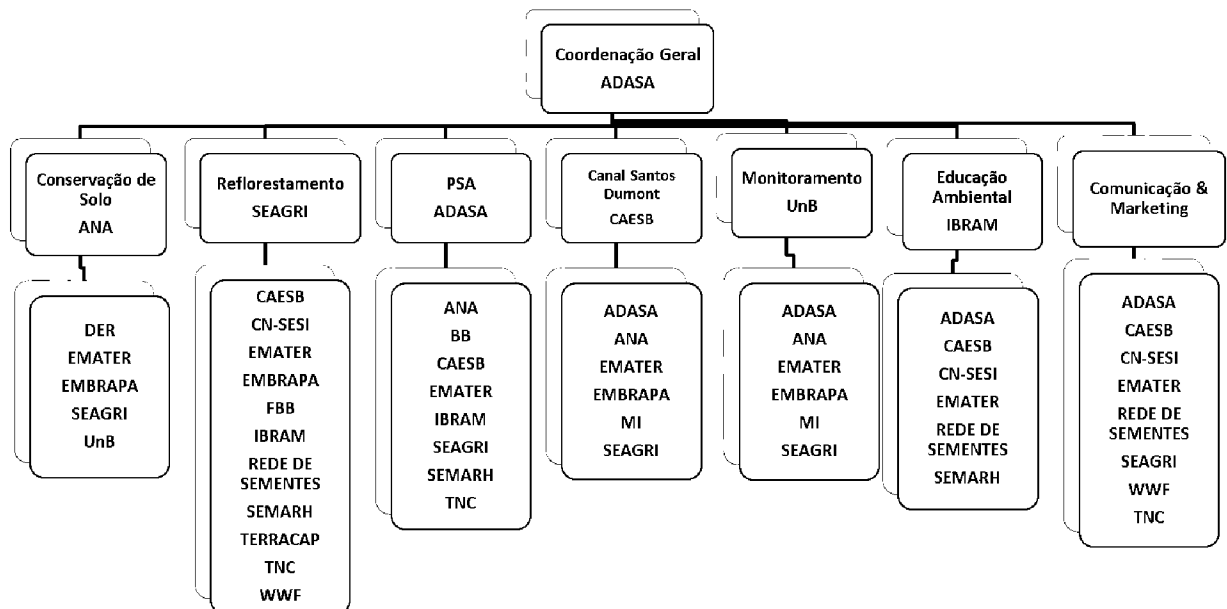 Coordenação Geral
ADASA
Conservação de
Solo
ANA
Reflorestamento
SEAGRI
PSA
ADASA
Canal Santos
Dumont
CAESB
Monitoramento
UnB
Educação
Ambiental
IBRAM
Comunicação &
Marketing
DER
EMATER
EMBRAPA
SEAGRI
UnB
CAESB
CN-SESI
EMATER
EMBRAPA
FBB
IBRAM
REDE DE
SEMENTES
SEMARH
TERRACAP
TNC
WWF
ANA
BB
CAESB
EMATER
IBRAM
SEAGRI
SEMARH
TNC
ADASA
ANA
EMATER
EMBRAPA
MI
SEAGRI
ADASA
ANA
EMATER
EMBRAPA
MI
SEAGRI
ADASA
CAESB
CN-SESI
EMATER
REDE DE
SEMENTES
SEMARH
ADASA
CAESB
CN-SESI
EMATER
REDE DE
SEMENTES
SEAGRI
WWF
TNC